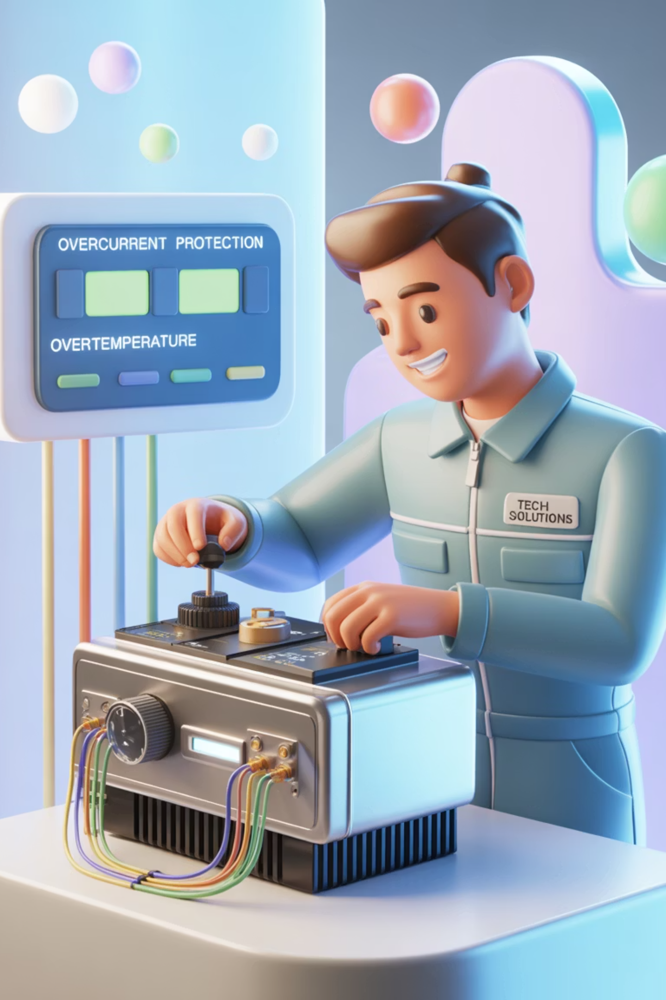 OVERCURRENT PROTECTION
OVERTEMPERATURE
TECH
SOLUTIONS